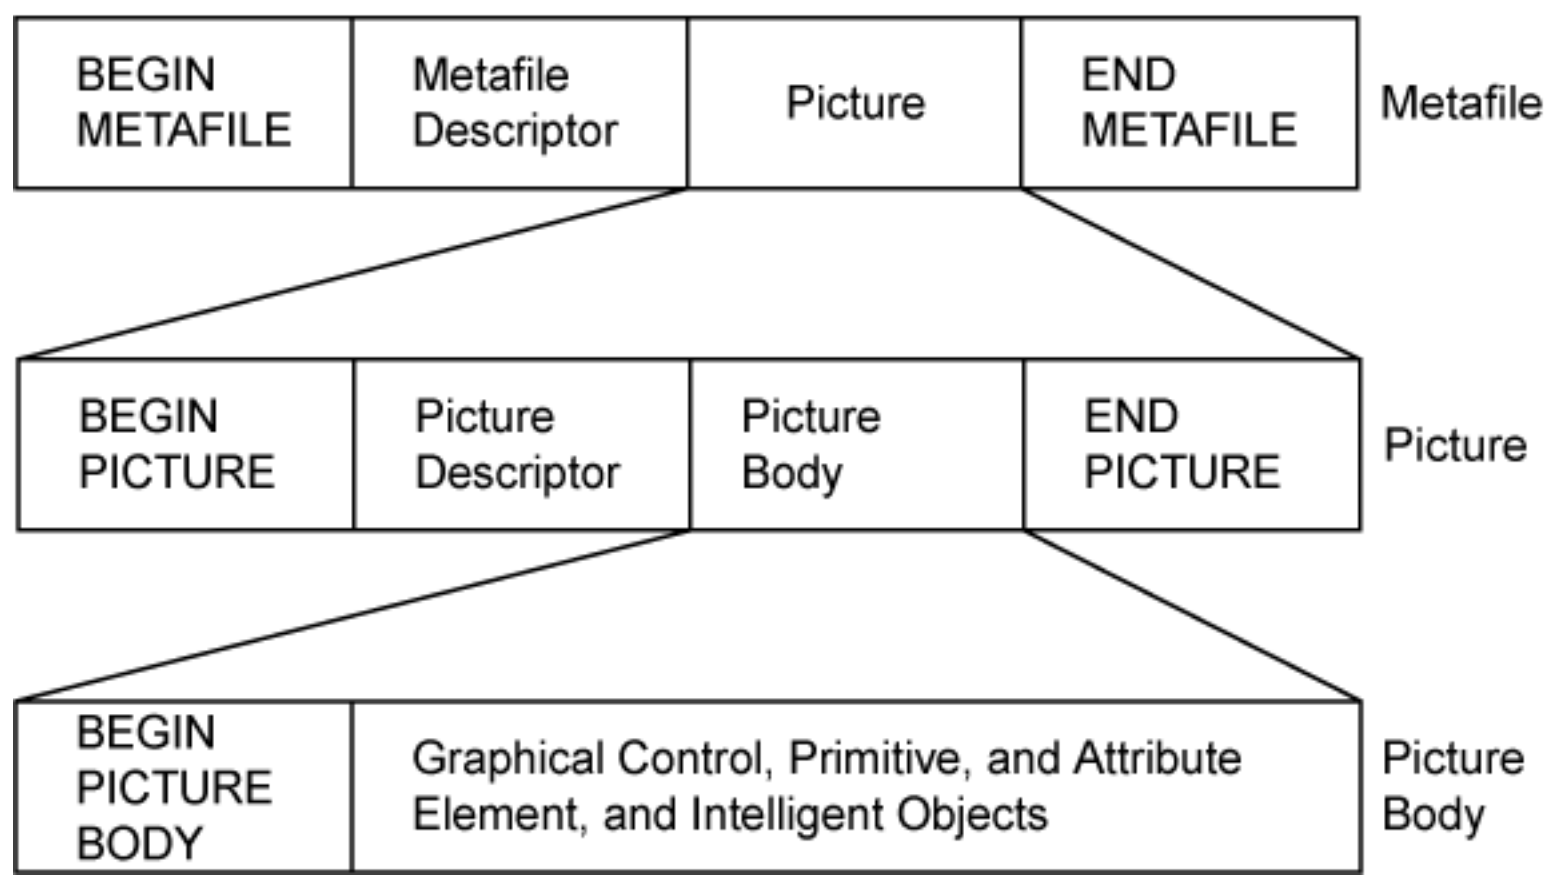 BEGIN
METAFILE
Metafile
Descriptor
Picture
END
METAFILE
Metafile
BEGIN
PICTURE
Picture
Descriptor
Picture
Body
END
PICTURE
Picture
BEGIN
PICTURE
BODY
Graphical Control, Primitive, and Attribute
Element, and Intelligent Objects
Picture
Body